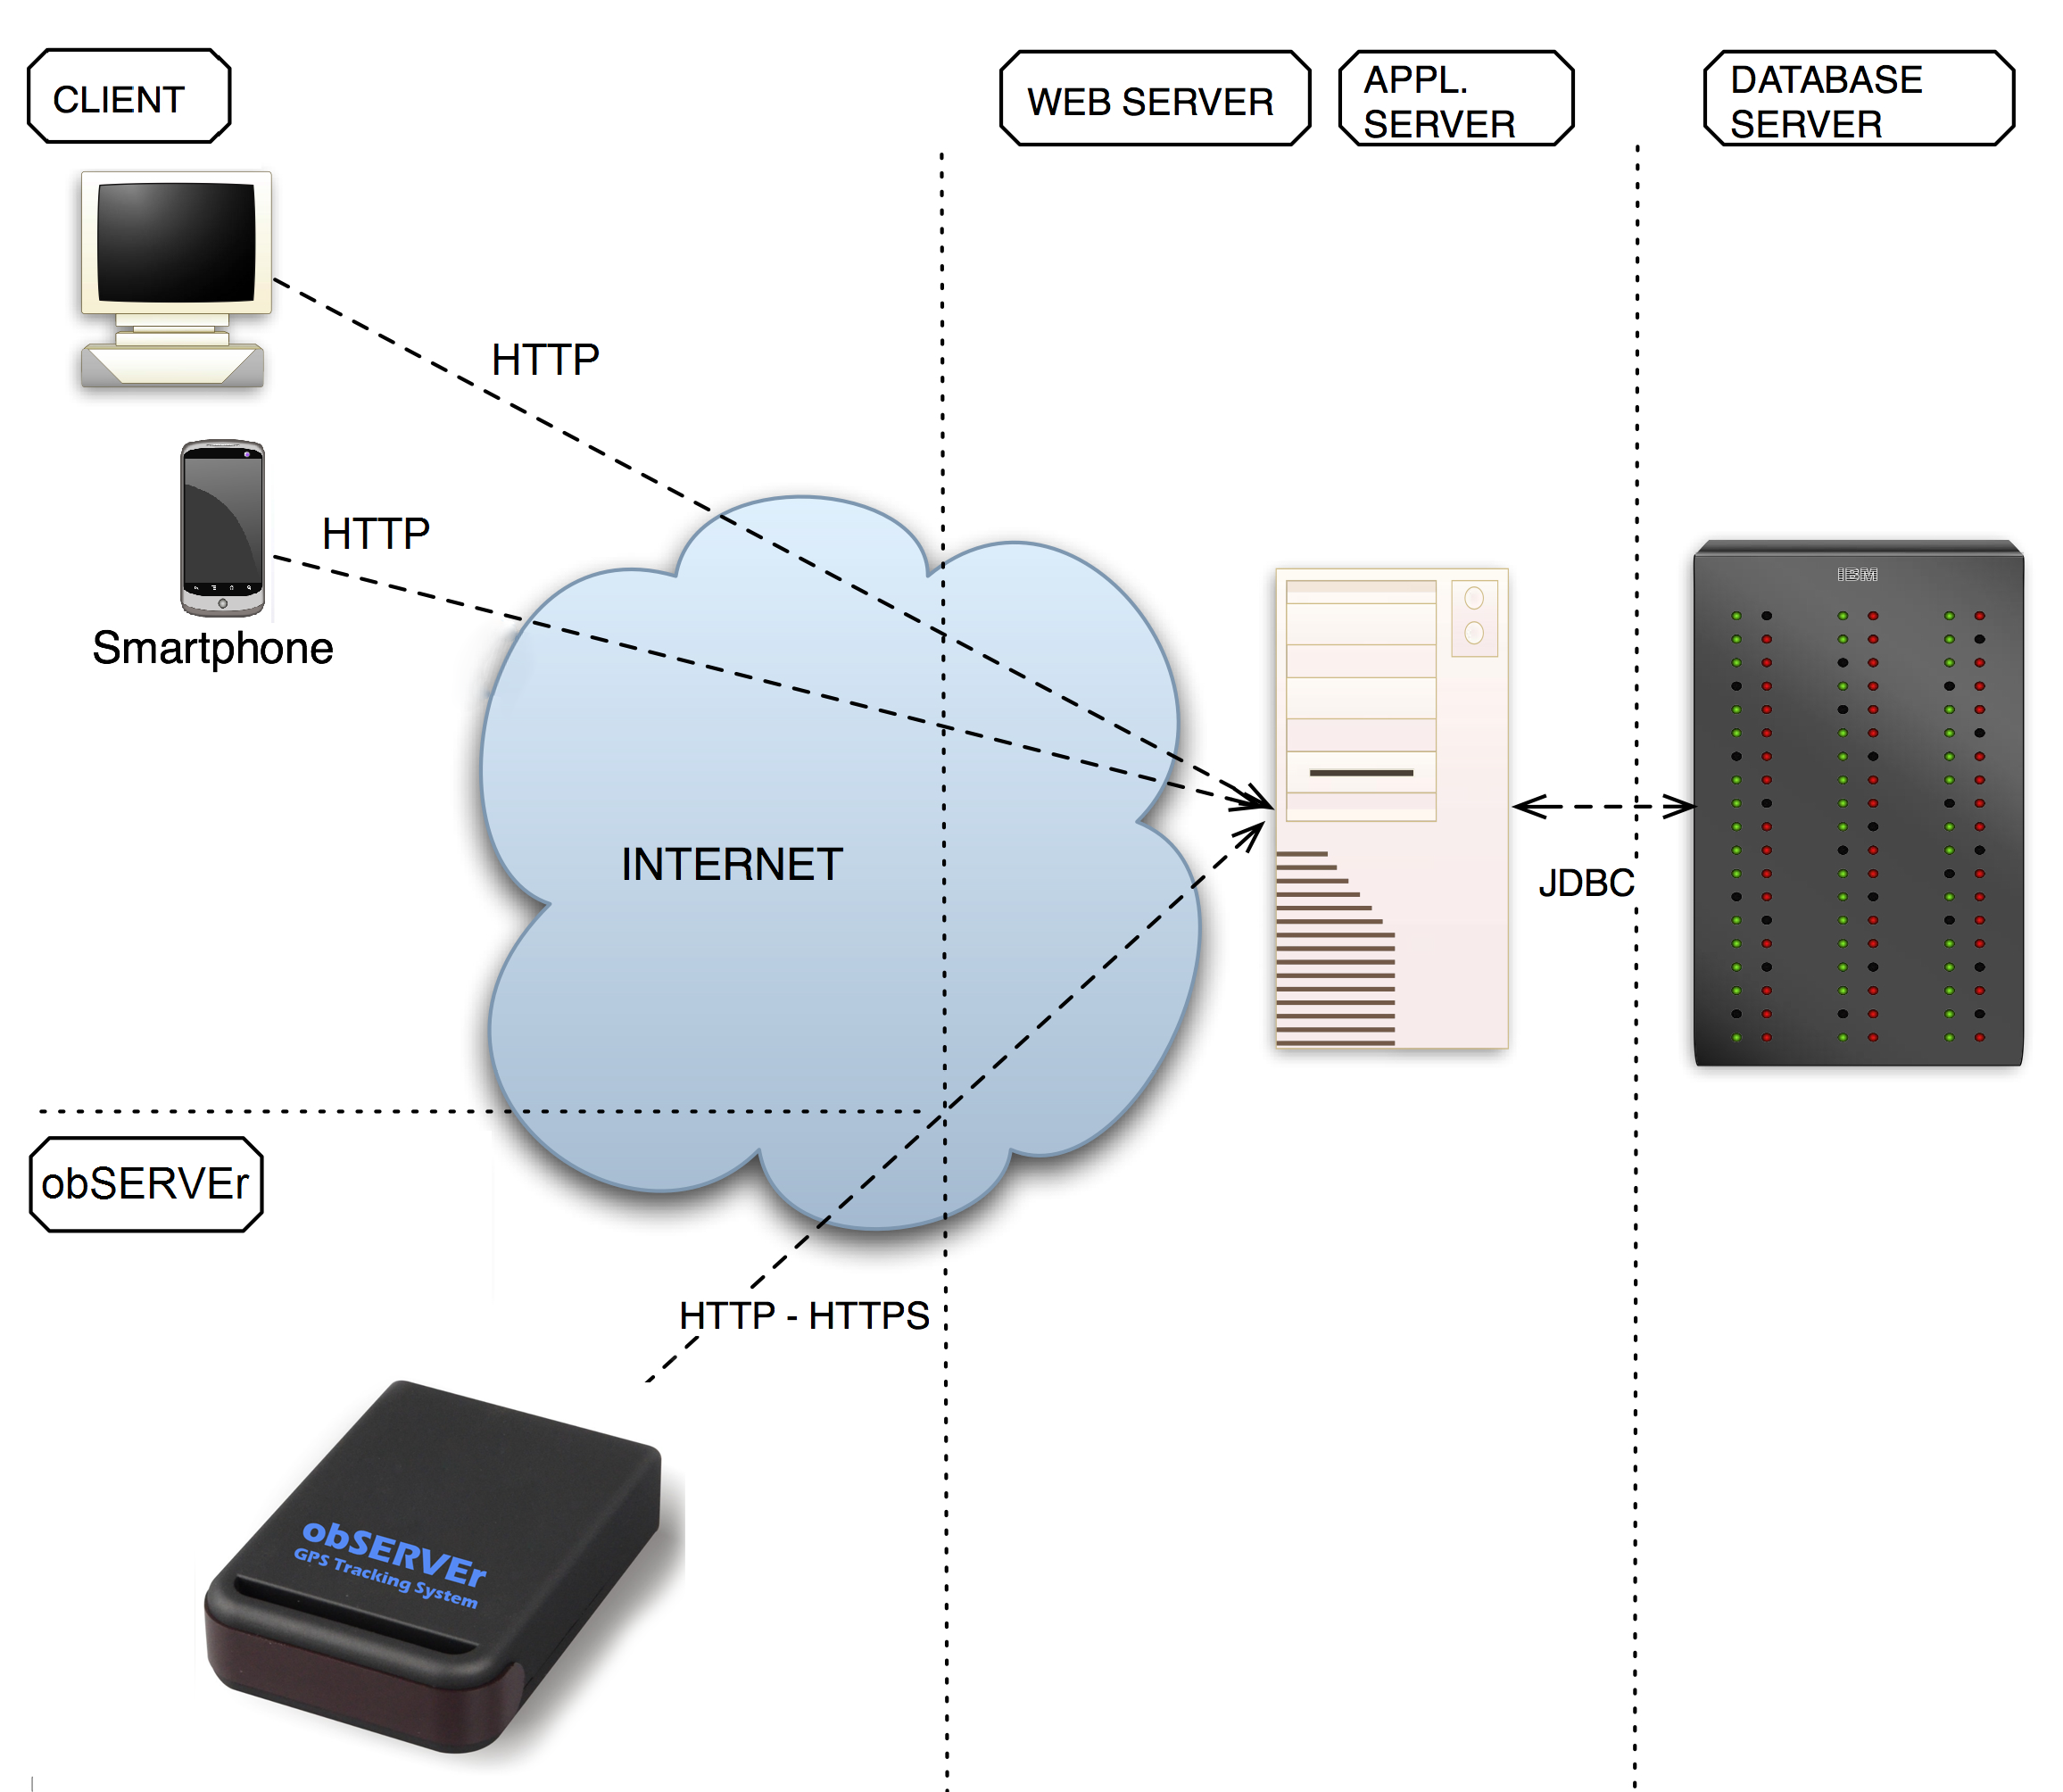 CLIENT
WEB SERVER
APPL.
SERVER
DATABASE
SERVER
HTTP
HTTP
Smartphone
IBM
INTERNET
JDBC
obSERVEr
HTTP - HTTPS
obSERVEr
GPS Tracking System